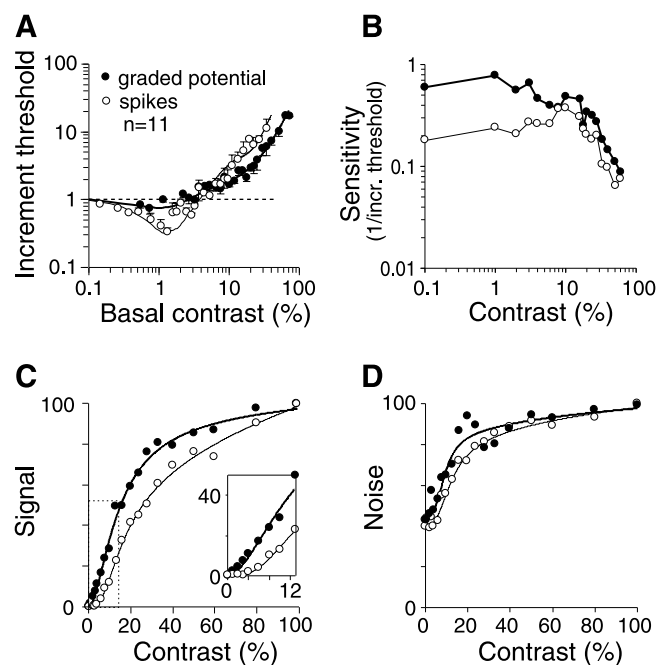 A
Increment threshold
100
10
1
0.1
graded potential
spikes
n=11
0.1
1
10
100
Basal contrast (%)
B
Sensitivity
(1/incr. threshold)
1
0.1
0.01
0.1
1
10
100
Contrast (%)
C
Signal
100
0
40
0
0
12
0
20
40
60
80
100
Contrast (%)
D
Noise
100
0
0
20
40
60
80
100
Contrast (%)